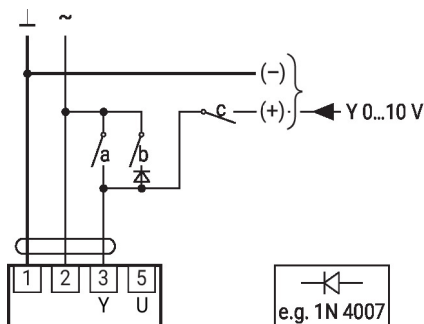 ⊥ ~
(–)
c (+) Y 0...10 V
a b
1 2 3 5
Y U
e.g. 1N 4007